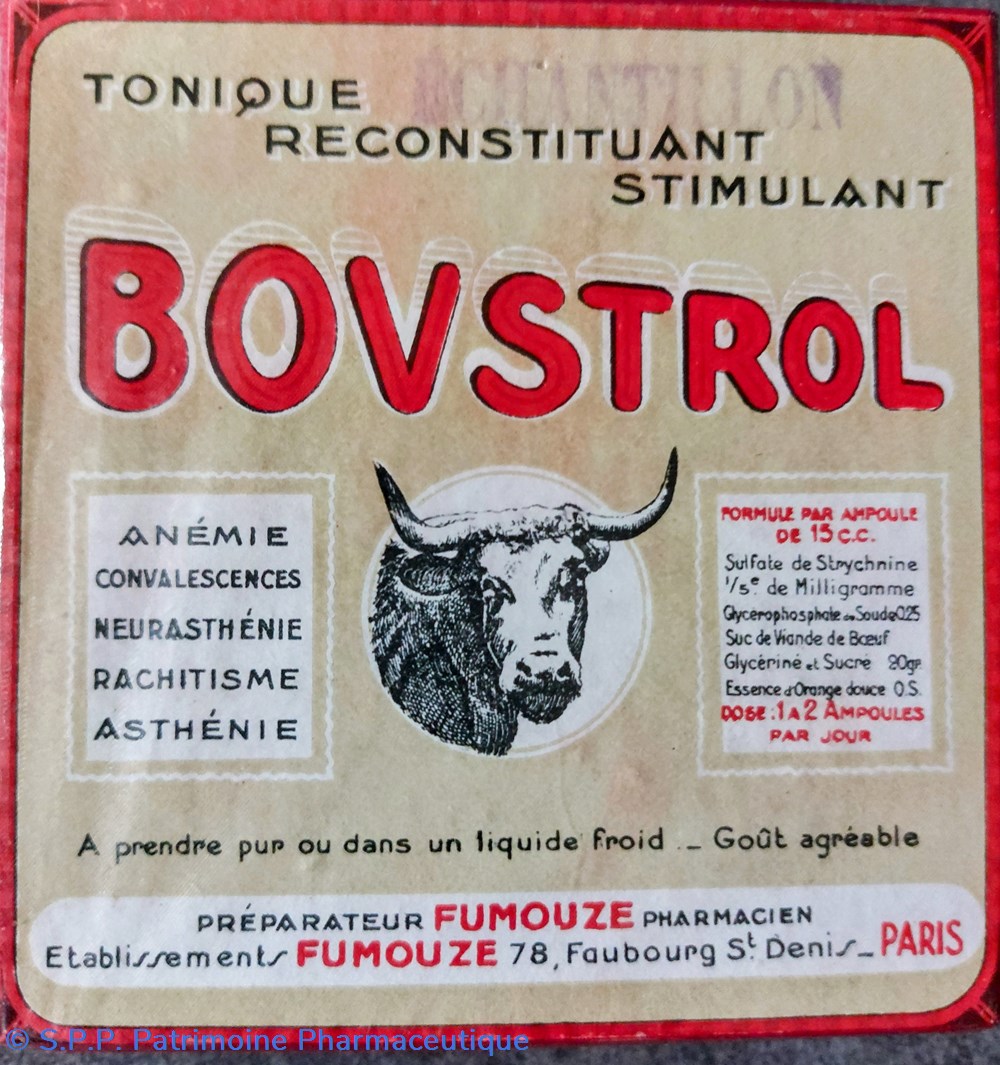 TONIQUE
RECONSTITUANT
STIMULANT
BOVSTROL
ANÉMIE
CONVALESCENCES
NEURASTHÉNIE
RACHITISME
ASTHÉNIE
FORMULE PAR AMPOULE
DE 15 C.C.
Sulfate de Strychnine
1/5e de Milligramme
Glycérophosphate de Soude 0,25
Suc de Viande de Bœuf
Glycériné et Sucré 20gr.
Essence d'Orange douce Q.S.
DOSE : 1 A 2 AMPOULES
PAR JOUR
A prendre pur ou dans un liquide froid _ Goût agréable
PRÉPARATEUR FUMOUZE PHARMACIEN
Etablissements FUMOUZE 78, Faubourg St Denis _ PARIS
© S.P.P. Patrimoine Pharmaceutique